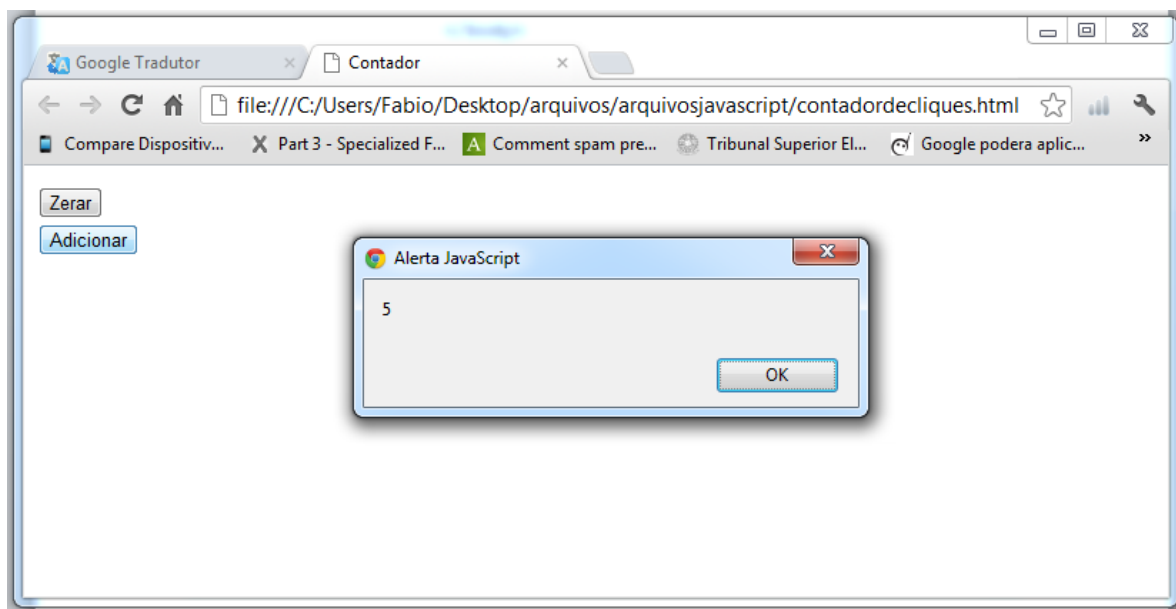 Google Tradutor
Contador
file:///C:/Users/Fabio/Desktop/arquivos/arquivosjavascript/contadordecliques.html
Compare Dispositiv... Part 3 - Specialized F... A Comment spam pre... Tribunal Superior El... Google podera aplic... »
Zerar
Adicionar
Alerta JavaScript
5
OK